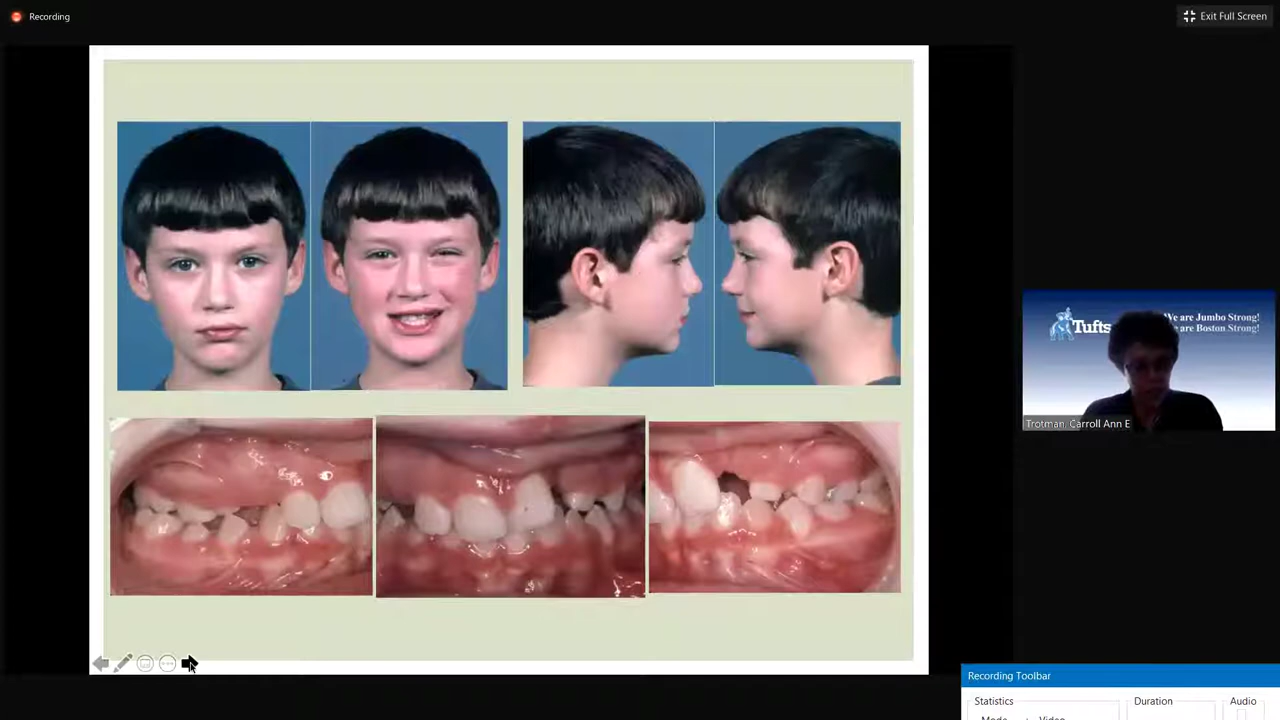 Recording
Exit Full Screen
We are Jumbo Strong!
Tufts
are Boston Strong!
Trotman, Carroll Ann E
Recording Toolbar
Statistics
Duration
Audio